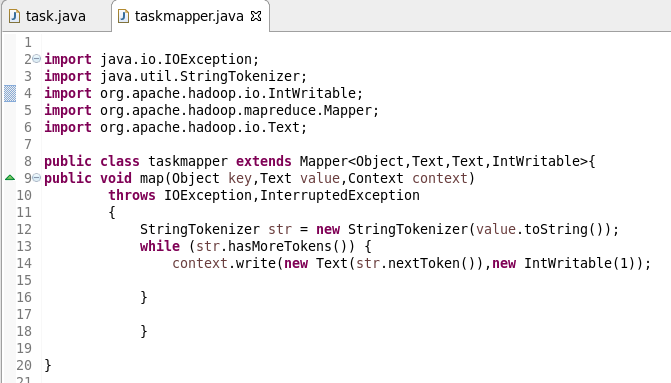 task.java taskmapper.java
1
2 import java.io.IOException;
3 import java.util.StringTokenizer;
4 import org.apache.hadoop.io.IntWritable;
5 import org.apache.hadoop.mapreduce.Mapper;
6 import org.apache.hadoop.io.Text;
7
8 public class taskmapper extends Mapper<Object,Text,Text,IntWritable>{
9 public void map(Object key,Text value,Context context)
10         throws IOException,InterruptedException
11         {
12             StringTokenizer str = new StringTokenizer(value.toString());
13             while (str.hasMoreTokens()) {
14                 context.write(new Text(str.nextToken()),new IntWritable(1));
15
16             }
17
18             }
19
20 }
21